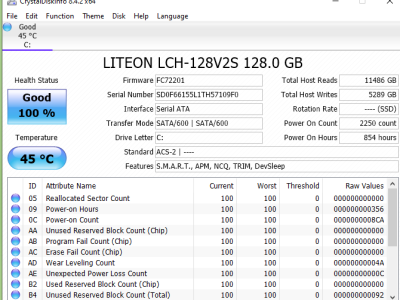 CrystalDiskInfo 8.4.2 x64
File Edit Function Theme Disk Help Language
Good
45 °C
C:
LITEON LCH-128V2S 128.0 GB
Health Status
Good
100 %
Temperature
45 °C
Firmware FC72201
Serial Number SD0F66155L1TH57109F0
Interface Serial ATA
Transfer Mode SATA/600 | SATA/600
Drive Letter C:
Standard ACS-2 | ----
Features S.M.A.R.T., APM, NCQ, TRIM, DevSleep
Total Host Reads 11486 GB
Total Host Writes 5289 GB
Rotation Rate ---- (SSD)
Power On Count 2250 count
Power On Hours 854 hours
ID Attribute Name Current Worst Threshold Raw Values
05 Reallocated Sector Count 100 100 0 000000000000
09 Power-on Hours 100 100 0 000000000356
0C Power-on Count 100 100 0 0000000008CA
AA Unused Reserved Block Count (Chip) 100 100 0 000000000000
AB Program Fail Count (Chip) 100 100 0 000000000000
AC Erase Fail Count (Chip) 100 100 0 000000000000
AD Wear Leveling Count 100 100 0 00000000004A
AE Unexpected Power Loss Count 100 100 0 00000000000C
B2 Used Reserved Block Count (Chip) 100 100 0 000000000000
B4 Unused Reserved Block Count (Total) 100 100 0 000000000092